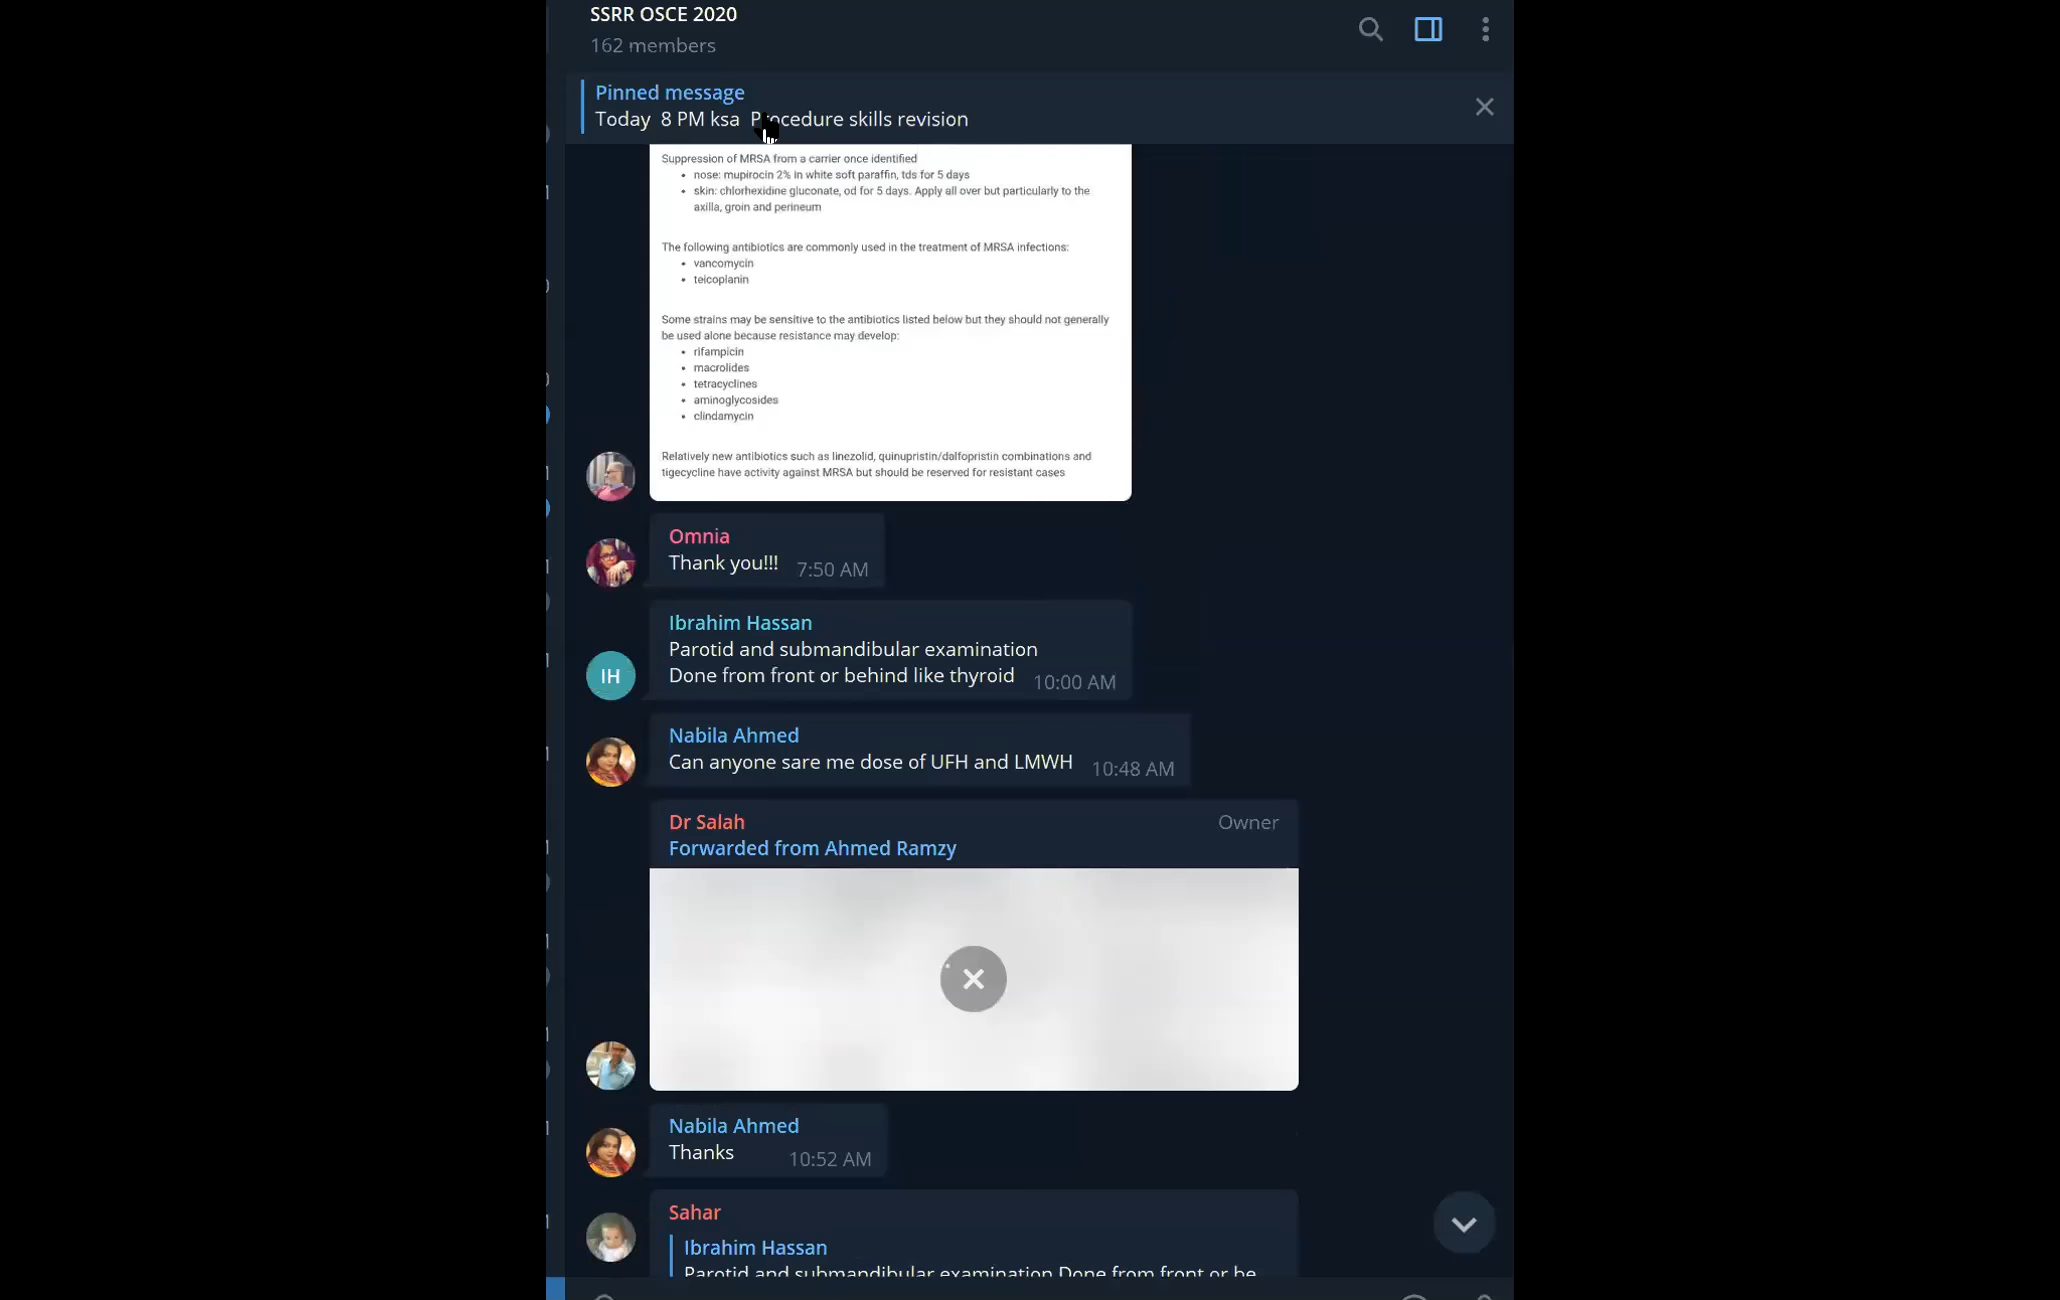 SSRR OSCE 2020
162 members
Pinned message
Today 8 PM ksa Procedure skills revision
Suppression of MRSA from a carrier once identified
• nose: mupirocin 2% in white soft paraffin, tds for 5 days
• skin: chlorhexidine gluconate, od for 5 days. Apply all over but particularly to the
axilla, groin and perineum
The following antibiotics are commonly used in the treatment of MRSA infections:
• vancomycin
• teicoplanin
Some strains may be sensitive to the antibiotics listed below but they should not generally
be used alone because resistance may develop:
• rifampicin
• macrolides
• tetracyclines
• aminoglycosides
• clindamycin
Relatively new antibiotics such as linezolid, quinupristin/dalfopristin combinations and
tigecycline have activity against MRSA but should be reserved for resistant cases
Omnia
Thank you!!! 7:50 AM
Ibrahim Hassan
Parotid and submandibular examination
IH
Done from front or behind like thyroid 10:00 AM
Nabila Ahmed
Can anyone sare me dose of UFH and LMWH 10:48 AM
Dr Salah Owner
Forwarded from Ahmed Ramzy
Nabila Ahmed
Thanks 10:52 AM
Sahar
Ibrahim Hassan
Parotid and submandibular examination Done from front or be